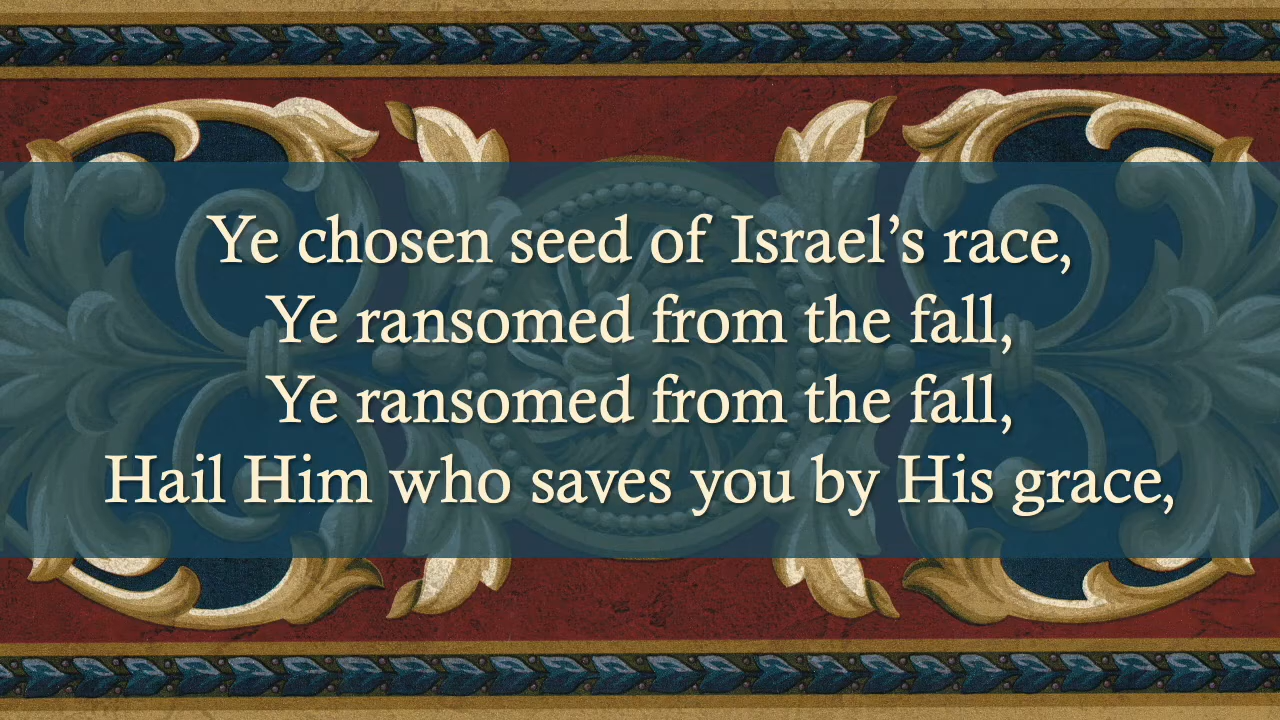 Ye chosen seed of Israel’s race,
Ye ransomed from the fall,
Ye ransomed from the fall,
Hail Him who saves you by His grace,